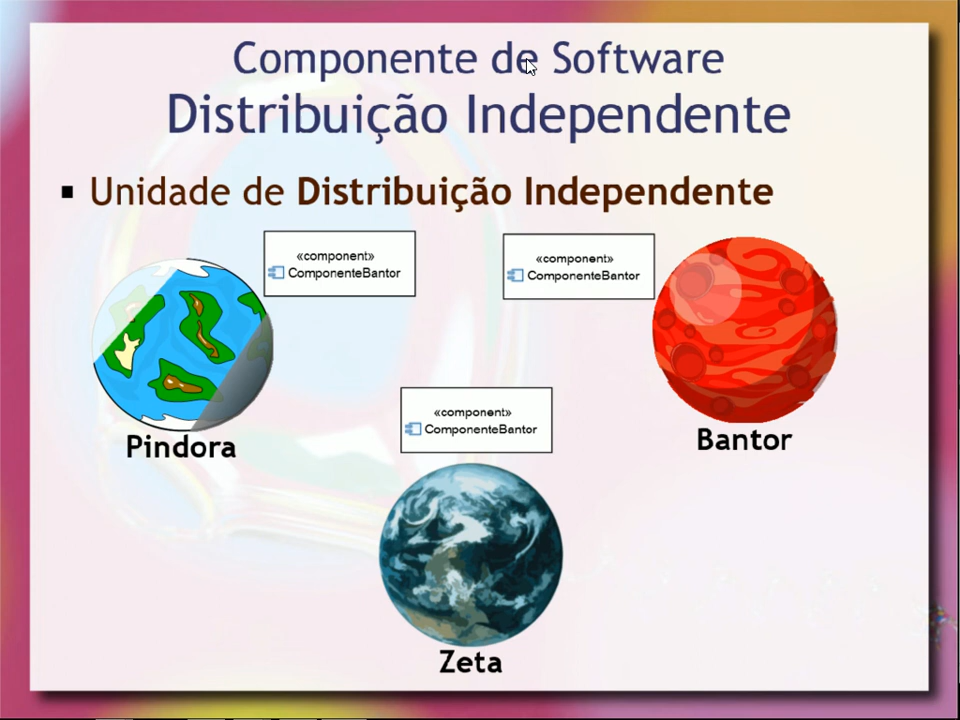 Componente de Software
Distribuição Independente
▪ Unidade de Distribuição Independente
«component»
ComponenteBantor
«component»
ComponenteBantor
Pindora
Bantor
«component»
ComponenteBantor
Zeta